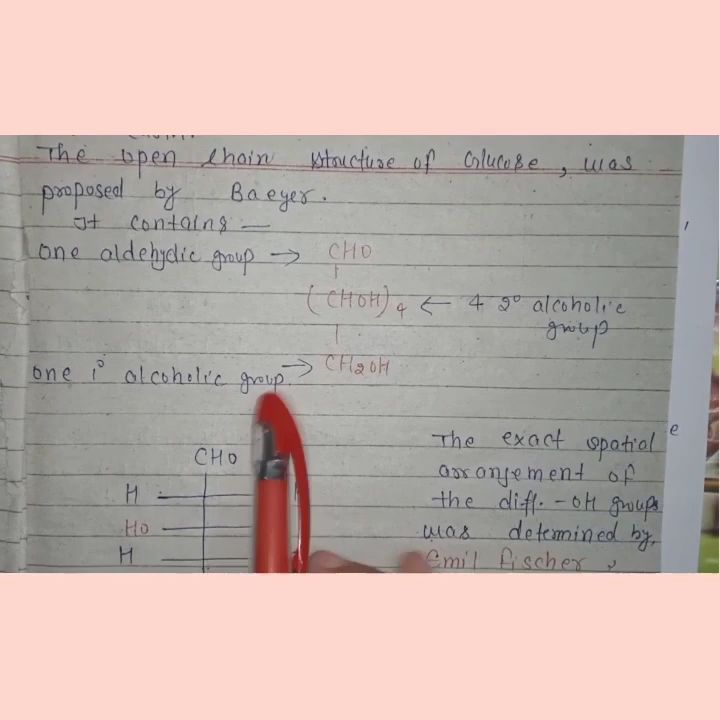 The open chain structure of Glucose, was
proposed by Baeyer.
It contains —
one aldehydic group → CHO
(CHOH)4 ← 4 2° alcoholic
group
one 1° alcoholic group → CH2OH
The exact spatial
CHO
arrangement of
H
the diff. -OH groups
HO
was detemined by,
H
Emil fischer,
e